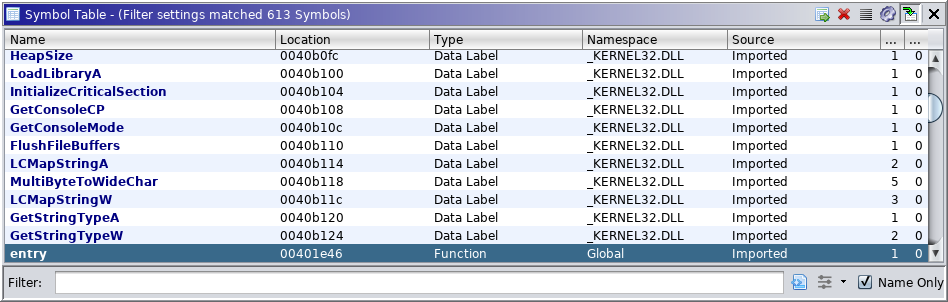 Symbol Table - (Filter settings matched 613 Symbols)
Name Location Type Namespace Source ... ...
HeapSize 0040b0fc Data Label _KERNEL32.DLL Imported 1 0
LoadLibraryA 0040b100 Data Label _KERNEL32.DLL Imported 1 0
InitializeCriticalSection 0040b104 Data Label _KERNEL32.DLL Imported 1 0
GetConsoleCP 0040b108 Data Label _KERNEL32.DLL Imported 1 0
GetConsoleMode 0040b10c Data Label _KERNEL32.DLL Imported 1 0
FlushFileBuffers 0040b110 Data Label _KERNEL32.DLL Imported 1 0
LCMapStringA 0040b114 Data Label _KERNEL32.DLL Imported 2 0
MultiByteToWideChar 0040b118 Data Label _KERNEL32.DLL Imported 5 0
LCMapStringW 0040b11c Data Label _KERNEL32.DLL Imported 3 0
GetStringTypeA 0040b120 Data Label _KERNEL32.DLL Imported 1 0
GetStringTypeW 0040b124 Data Label _KERNEL32.DLL Imported 2 0
entry 00401e46 Function Global Imported 1 0
Filter: Name Only